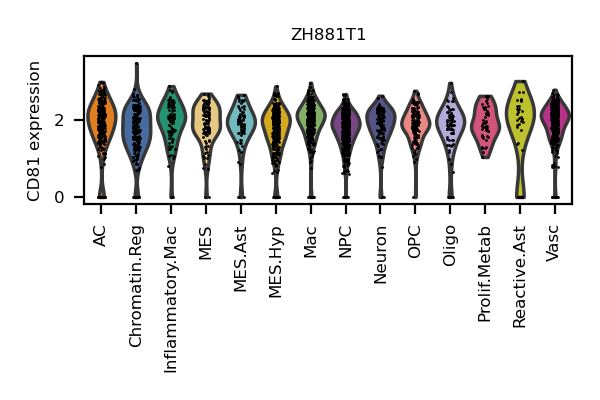 ZH881T1
CD81 expression
2
0
AC
Chromatin.Reg
Inflammatory.Mac
MES
MES.Ast
MES.Hyp
Mac
NPC
Neuron
OPC
Oligo
Prolif.Metab
Reactive.Ast
Vasc